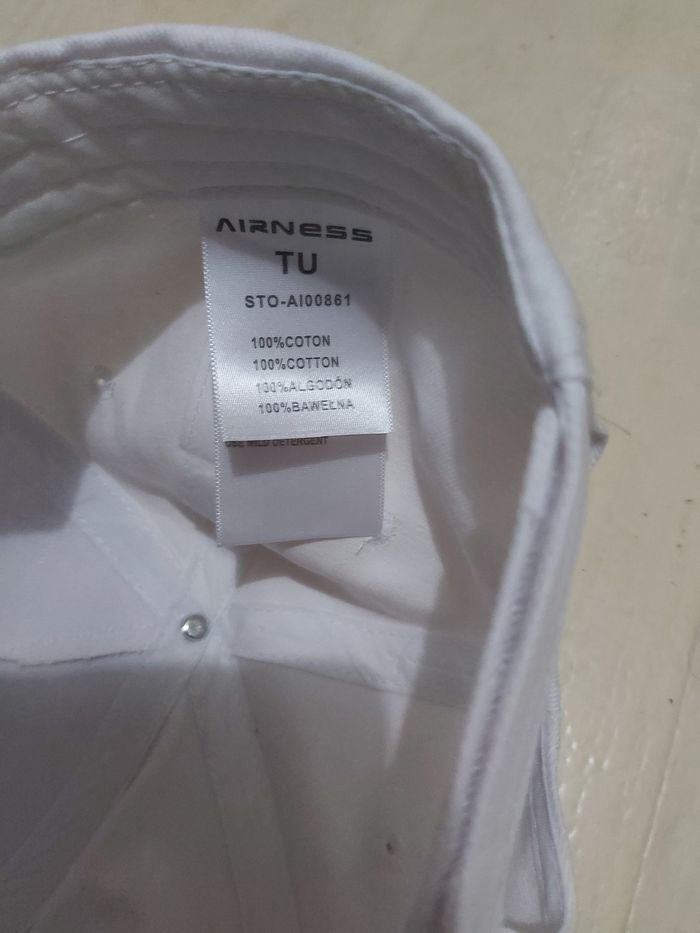 AIRNESS
TU
STO-AI00861
100%COTON
100%COTTON
100%ALGODÓN
100%BAWEŁNA
USE MILD DETERGENT